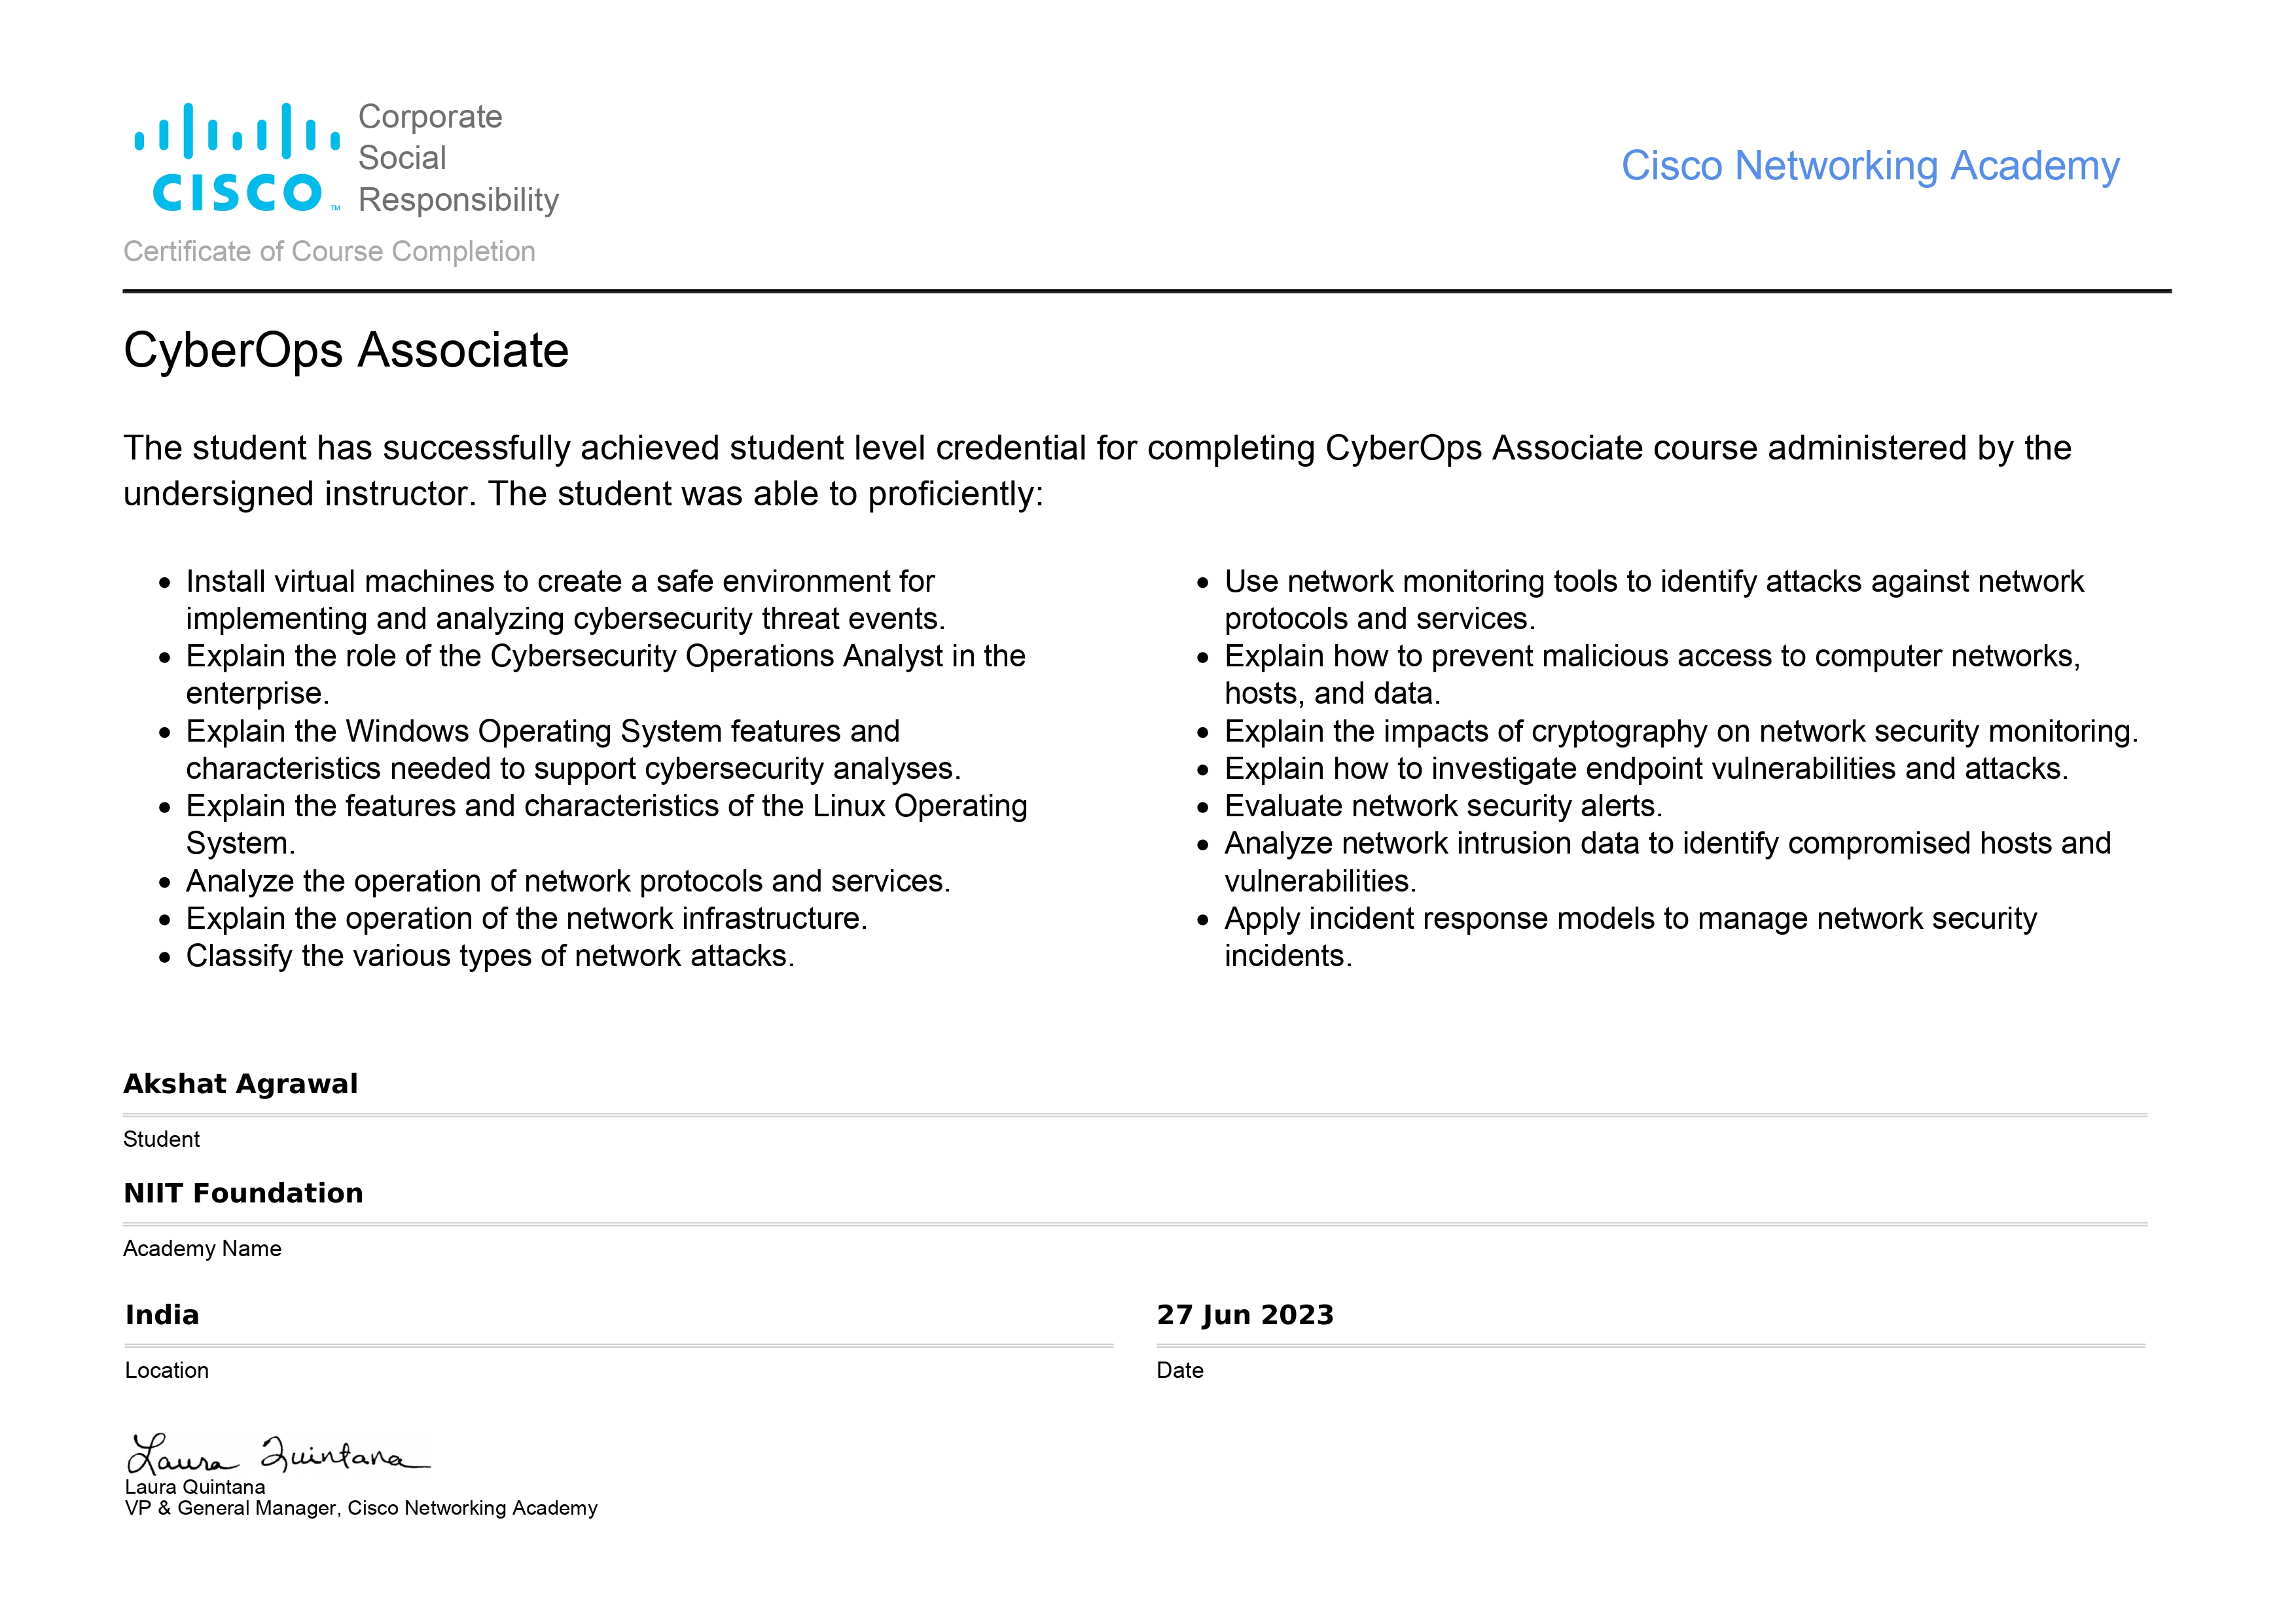 Corporate
Social
Responsibility
CISCO™
Cisco Networking Academy
Certificate of Course Completion
CyberOps Associate
The student has successfully achieved student level credential for completing CyberOps Associate course administered by the
undersigned instructor. The student was able to proficiently:
• Install virtual machines to create a safe environment for
implementing and analyzing cybersecurity threat events.
• Explain the role of the Cybersecurity Operations Analyst in the
enterprise.
• Explain the Windows Operating System features and
characteristics needed to support cybersecurity analyses.
• Explain the features and characteristics of the Linux Operating
System.
• Analyze the operation of network protocols and services.
• Explain the operation of the network infrastructure.
• Classify the various types of network attacks.
• Use network monitoring tools to identify attacks against network
protocols and services.
• Explain how to prevent malicious access to computer networks,
hosts, and data.
• Explain the impacts of cryptography on network security monitoring.
• Explain how to investigate endpoint vulnerabilities and attacks.
• Evaluate network security alerts.
• Analyze network intrusion data to identify compromised hosts and
vulnerabilities.
• Apply incident response models to manage network security
incidents.
Akshat Agrawal
Student
NIIT Foundation
Academy Name
India
Location
27 Jun 2023
Date
Laura Quintana
Laura Quintana
VP & General Manager, Cisco Networking Academy